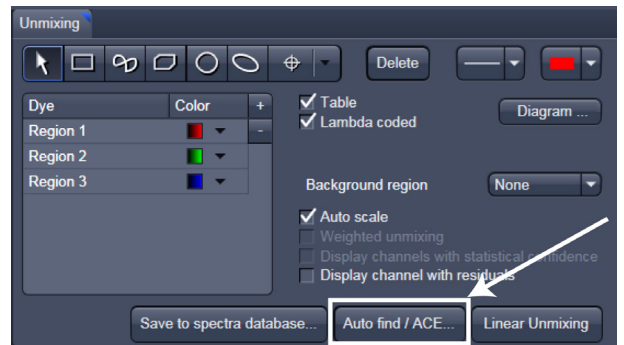 Unmixing
Delete
Dye Color +
Region 1 -
Region 2
Region 3
Table
Lambda coded
Diagram ...
Background region None
Auto scale
Weighted unmixing
Display channels with statistical confidence
Display channel with residuals
Save to spectra database... Auto find / ACE... Linear Unmixing